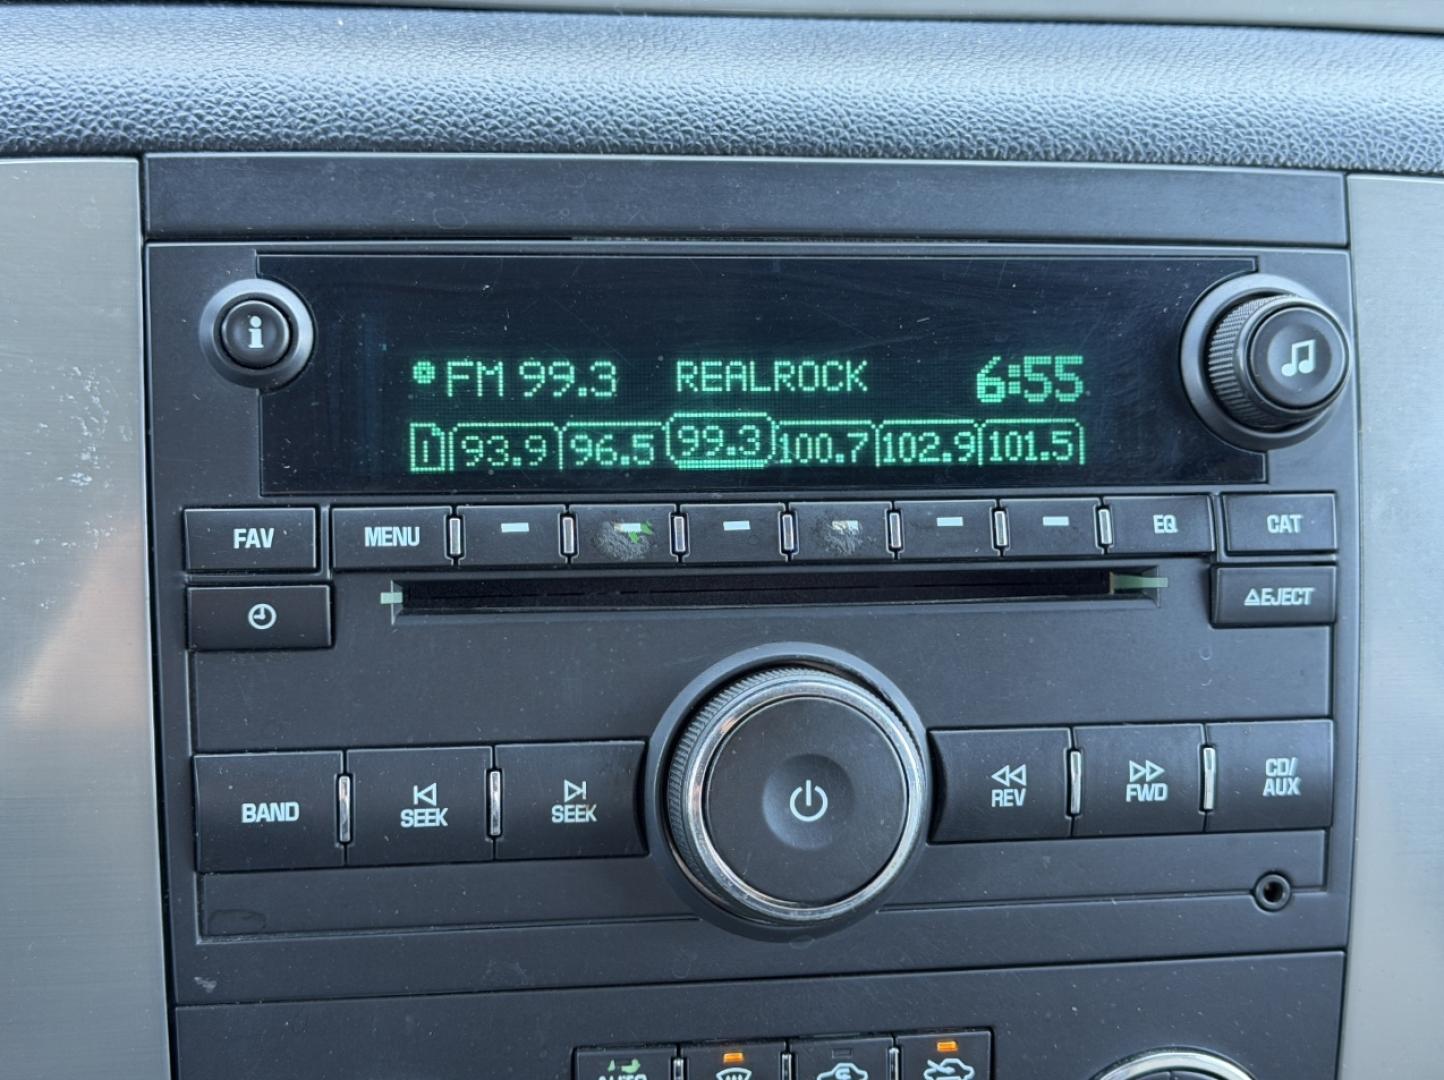 i
FM 99.3 REALROCK 6:55
1 93.9 96.5 99.3 100.7 102.9 101.5
FAV MENU EQ CAT
EJECT
BAND SEEK SEEK REV FWD CD/
AUX
AUTO